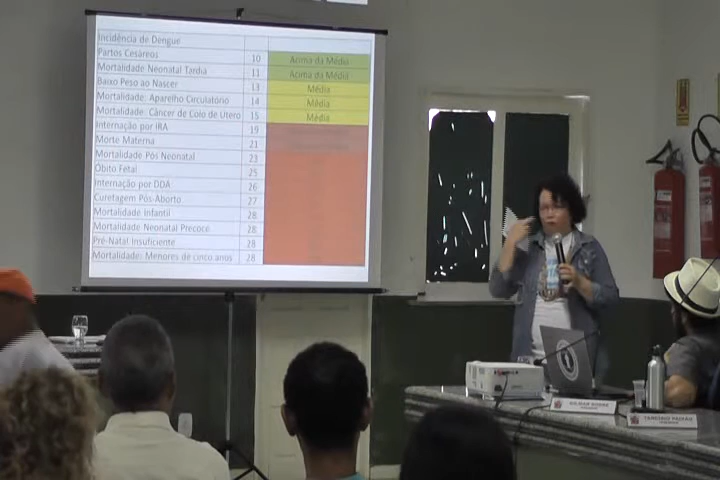 Incidência de Dengue
Partos Cesáreos 10 Acima da Média
Mortalidade Neonatal Tardia 11 Acima da Média
Baixo Peso ao Nascer 13 Média
Mortalidade: Aparelho Circulatório 14 Média
Mortalidade: Câncer de Colo de Útero 15 Média
Internação por IRA 19
Morte Materna 21
Mortalidade Pós Neonatal 23
Óbito Fetal 25
Internação por DDA 26
Curetagem Pós-Aborto 27
Mortalidade Infantil 28
Mortalidade Neonatal Precoce 28
Pré-Natal Insuficiente 28
Mortalidade: Menores de cinco anos 28